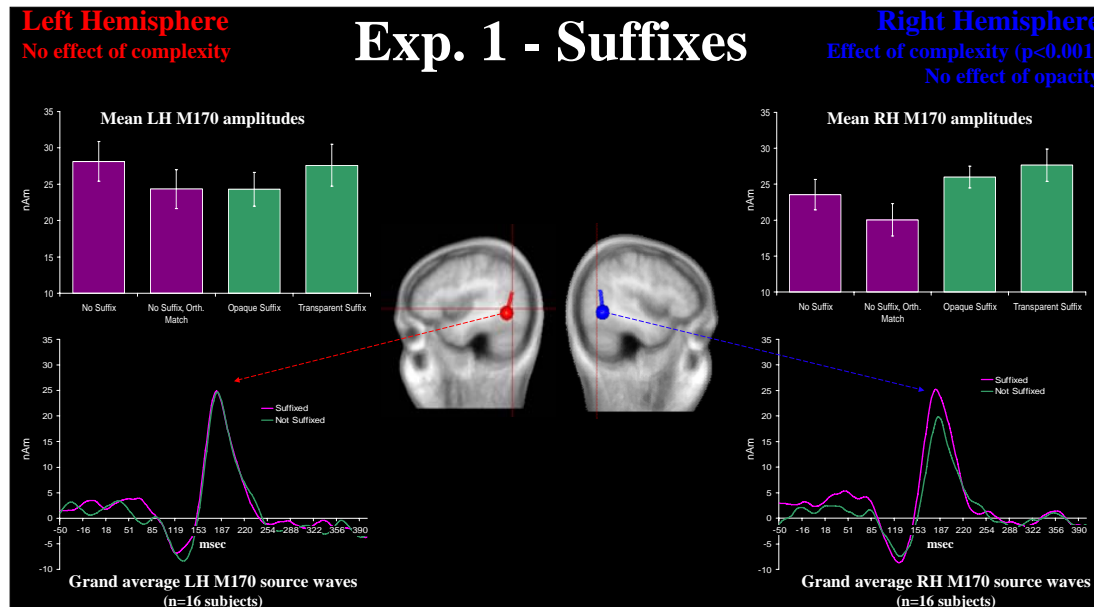 Left Hemisphere
No effect of complexity
Exp. 1 - Suffixes
Right Hemisphere
Effect of complexity (p<0.001
No effect of opacity
Mean LH M170 amplitudes
35
30
25
20
15
10
nAm
No Suffix
No Suffix, Orth.
Match
Opaque Suffix
Transparent Suffix
Mean RH M170 amplitudes
35
30
25
20
15
10
nAm
No Suffix
No Suffix, Orth.
Match
Opaque Suffix
Transparent Suffix
35
30
25
20
15
10
5
0
-5
-10
nAm
Suffixed
Not Suffixed
-50 -16 18 51 85 119 153 187 220 254 288 322 356 390
msec
Grand average LH M170 source waves
(n=16 subjects)
35
30
25
20
15
10
5
0
-5
-10
nAm
Suffixed
Not Suffixed
-50 -16 18 51 85 119 153 187 220 254 288 322 356 390
msec
Grand average RH M170 source waves
(n=16 subjects)